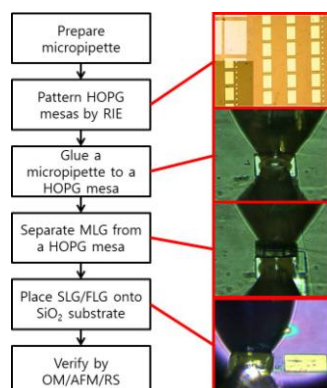 Prepare
micropipette
Pattern HOPG
mesas by RIE
Glue a
micropipette to a
HOPG mesa
Separate MLG from
a HOPG mesa
Place SLG/FLG onto
SiO₂ substrate
Verify by
OM/AFM/RS